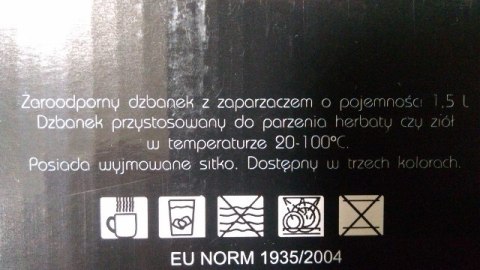 Żaroodporny dzbanek z zaparzaczem o pojemności 1,5 L
Dzbanek przystosowany do parzenia herbaty czy ziół
w temperaturze 20-100°C.
Posiada wyjmowane sitko. Dostępny w trzech kolorach.
EU NORM 1935/2004